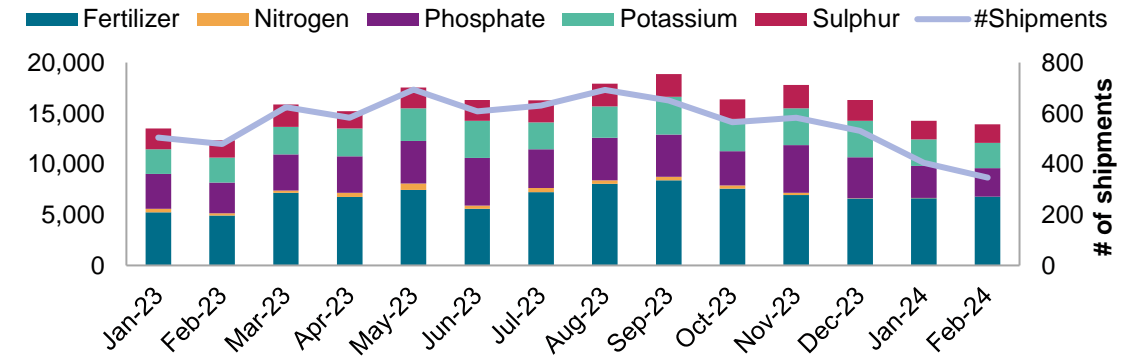 Fertilizer Nitrogen Phosphate Potassium Sulphur #Shipments
20,000
15,000
10,000
5,000
0
800
600
400
200
0
# of shipments
Jan-23
Feb-23
Mar-23
Apr-23
May-23
Jun-23
Jul-23
Aug-23
Sep-23
Oct-23
Nov-23
Dec-23
Jan-24
Feb-24